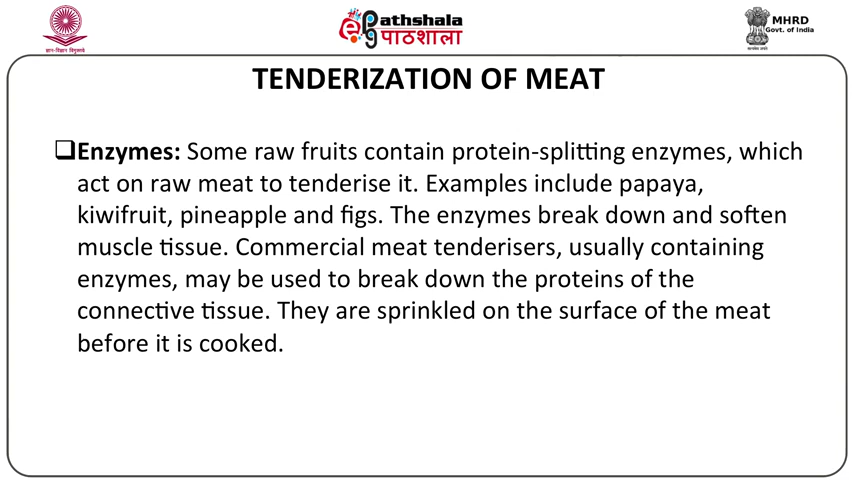 ज्ञान-विज्ञान विमुक्तये
ePathshala
पाठशाला
MHRD
Govt. of India
TENDERIZATION OF MEAT
❑Enzymes: Some raw fruits contain protein-splitting enzymes, which
act on raw meat to tenderise it. Examples include papaya,
kiwifruit, pineapple and figs. The enzymes break down and soften
muscle tissue. Commercial meat tenderisers, usually containing
enzymes, may be used to break down the proteins of the
connective tissue. They are sprinkled on the surface of the meat
before it is cooked.